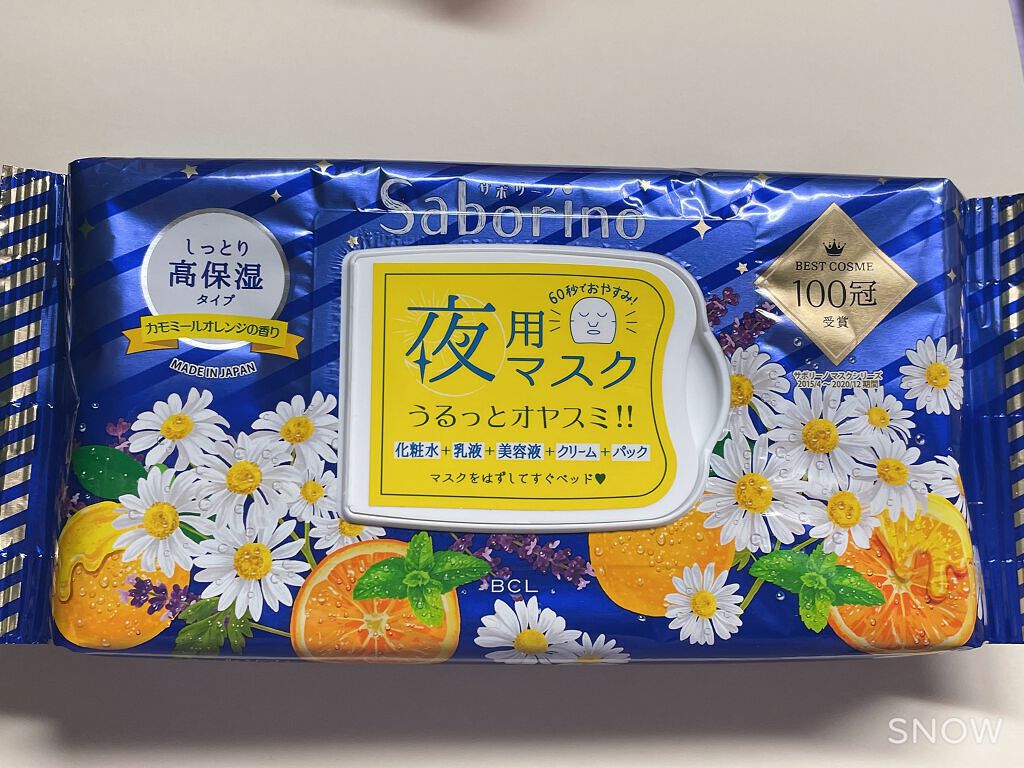 サボリーノ
Saborino
しっとり
高保湿
タイプ
カモミールオレンジの香り
MADE IN JAPAN
60秒でおやすみ!
夜用
マスク
うるっとオヤスミ!!
化粧水+乳液+美容液+クリーム+パック
マスクをはずしてすぐベッド♥
BEST COSME
100冠
受賞
サボリーノマスクシリーズ
2015/4~2020/12 期間
BCL
SNOW